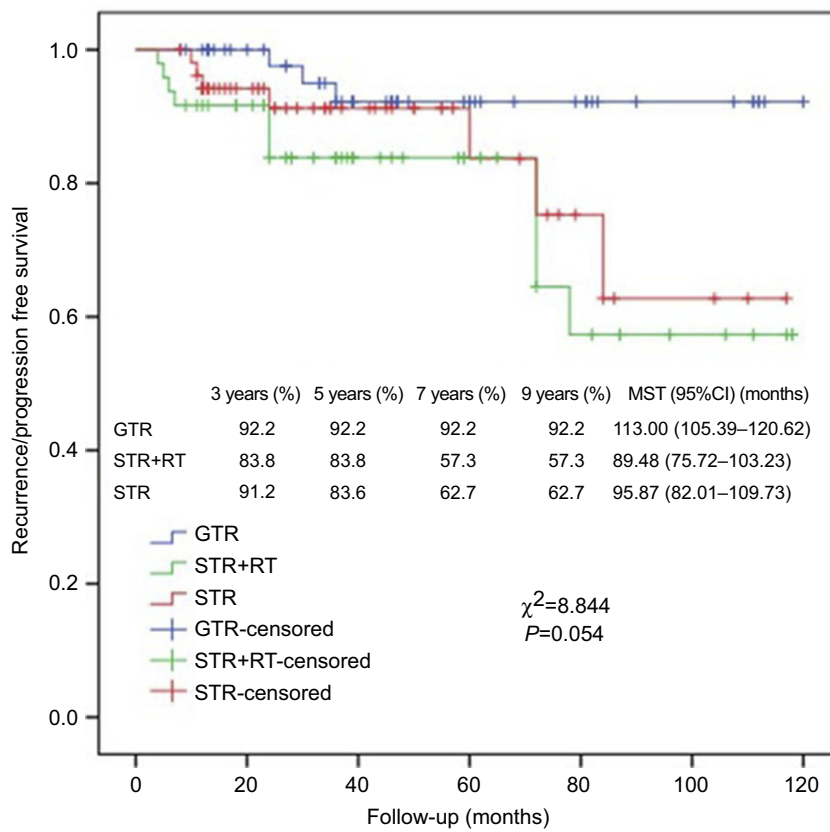 Recurrence/progression free survival
1.0
0.8
0.6
0.4
0.2
0.0
3 years (%) 5 years (%) 7 years (%) 9 years (%) MST (95%CI) (months)
GTR 92.2 92.2 92.2 92.2 113.00 (105.39–120.62)
STR+RT 83.8 83.8 57.3 57.3 89.48 (75.72–103.23)
STR 91.2 83.6 62.7 62.7 95.87 (82.01–109.73)
GTR
STR+RT
STR
GTR-censored
STR+RT-censored
STR-censored
χ²=8.844
P=0.054
0 20 40 60 80 100 120
Follow-up (months)